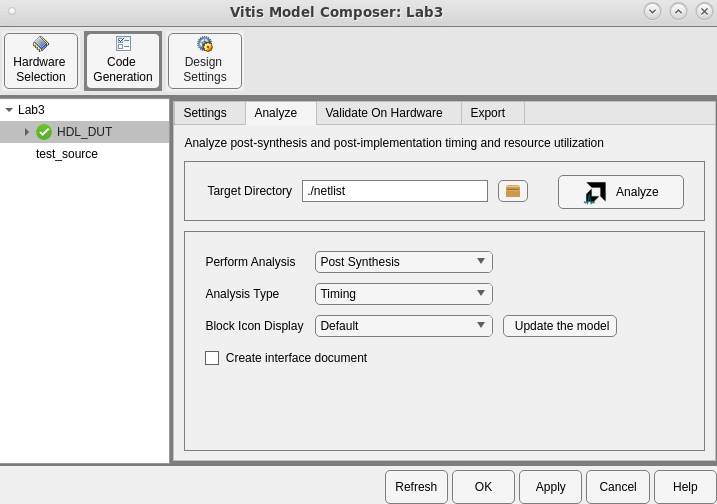 Vitis Model Composer: Lab3
Hardware
Selection
Code
Generation
Design
Settings
Lab3
HDL_DUT
test_source
Settings
Analyze
Validate On Hardware
Export
Analyze post-synthesis and post-implementation timing and resource utilization
Target Directory
./netlist
Analyze
Perform Analysis
Post Synthesis
Analysis Type
Timing
Block Icon Display
Default
Update the model
Create interface document
Refresh
OK
Apply
Cancel
Help